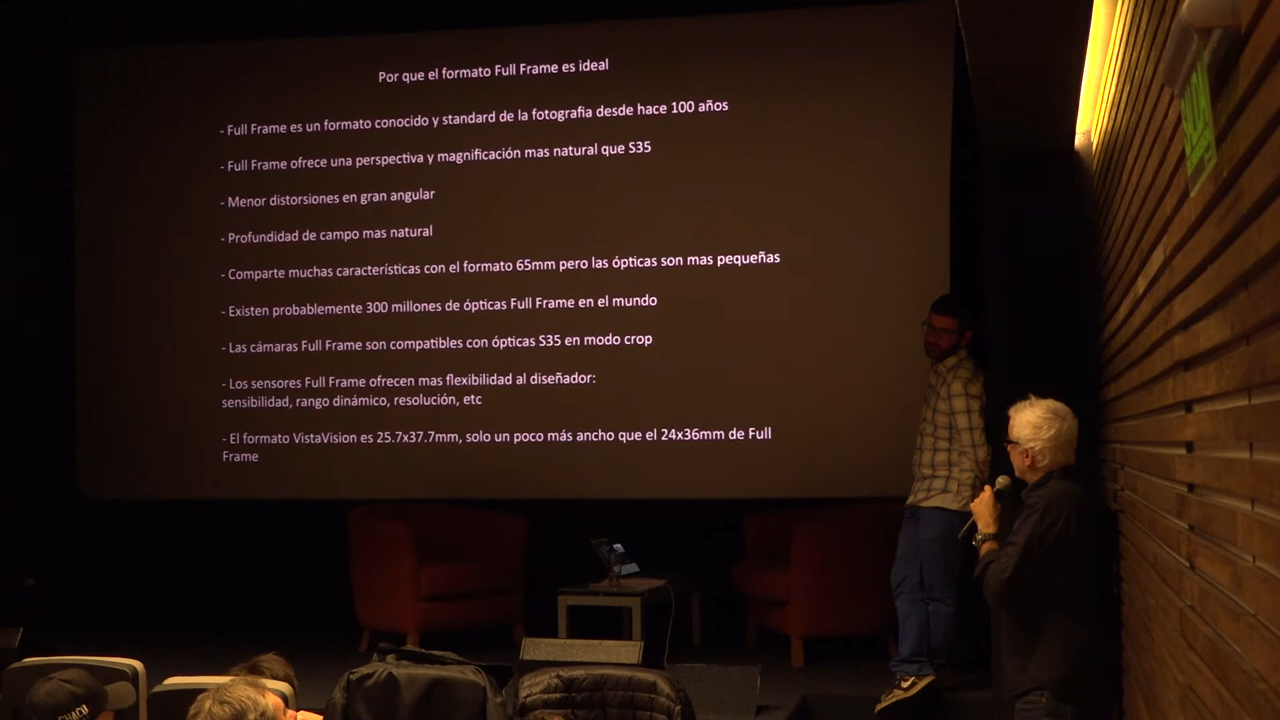 Por que el formato Full Frame es ideal
- Full Frame es un formato conocido y standard de la fotografia desde hace 100 años
- Full Frame ofrece una perspectiva y magnificación mas natural que S35
- Menor distorsiones en gran angular
- Profundidad de campo mas natural
- Comparte muchas características con el formato 65mm pero las ópticas son mas pequeñas
- Existen probablemente 300 millones de ópticas Full Frame en el mundo
- Las cámaras Full Frame son compatibles con ópticas S35 en modo crop
- Los sensores Full Frame ofrecen mas flexibilidad al diseñador:
sensibilidad, rango dinámico, resolución, etc
- El formato VistaVision es 25.7x37.7mm, solo un poco más ancho que el 24x36mm de Full
Frame